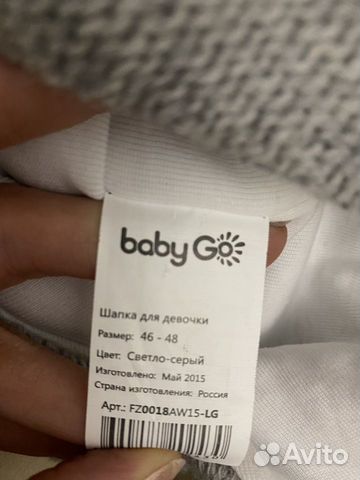 baby Go
Шапка для девочки
Размер: 46 - 48
Цвет: Светло-серый
Изготовлено: Май 2015
Страна изготовления: Россия
Арт.: FZ0018AW15-LG
Avito